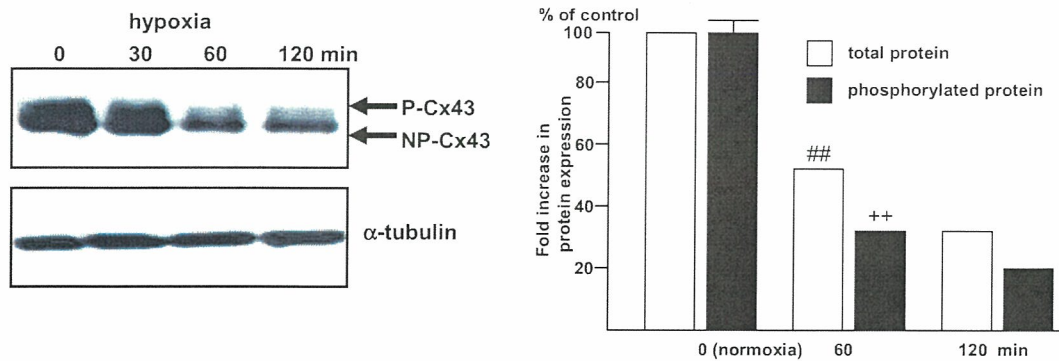 hypoxia
0 30 60 120 min
P-Cx43
NP-Cx43
α-tubulin
% of control
100
80
60
40
20
Fold increase in
protein expression
total protein
phosphorylated protein
##
++
0 (normoxia) 60 120 min